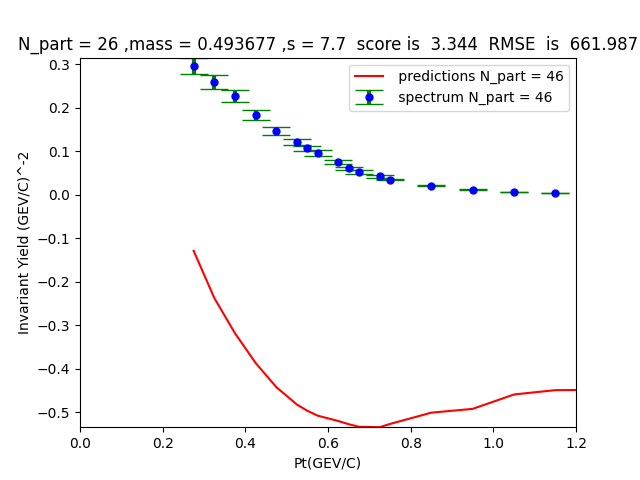 N_part = 26 ,mass = 0.493677 ,s = 7.7  score is  3.344  RMSE  is  661.987
predictions N_part = 46
spectrum N_part = 46
Invariant Yield (GEV/C)^-2
0.3
0.2
0.1
0.0
−0.1
−0.2
−0.3
−0.4
−0.5
0.0 0.2 0.4 0.6 0.8 1.0 1.2
Pt(GEV/C)